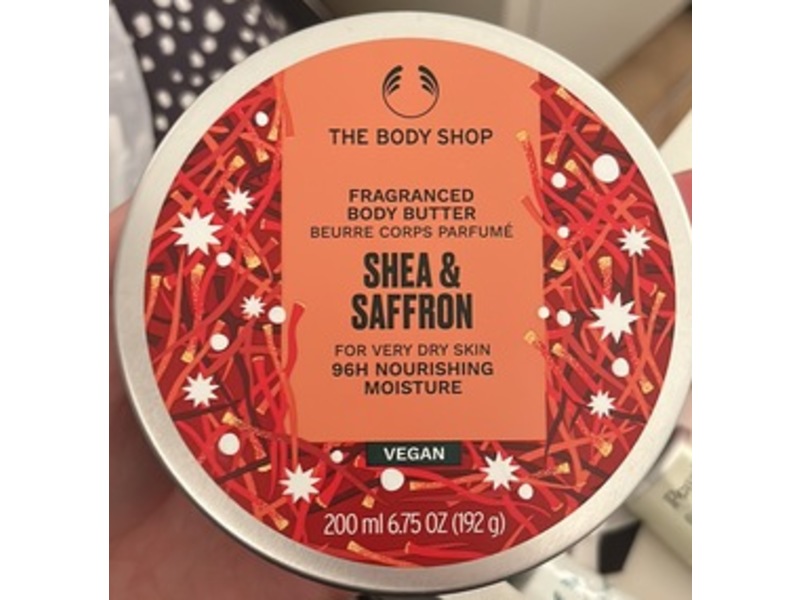 THE BODY SHOP
FRAGRANCED
BODY BUTTER
BEURRE CORPS PARFUMÉ
SHEA &
SAFFRON
FOR VERY DRY SKIN
96H NOURISHING
MOISTURE
VEGAN
200 ml 6.75 OZ (192 g)